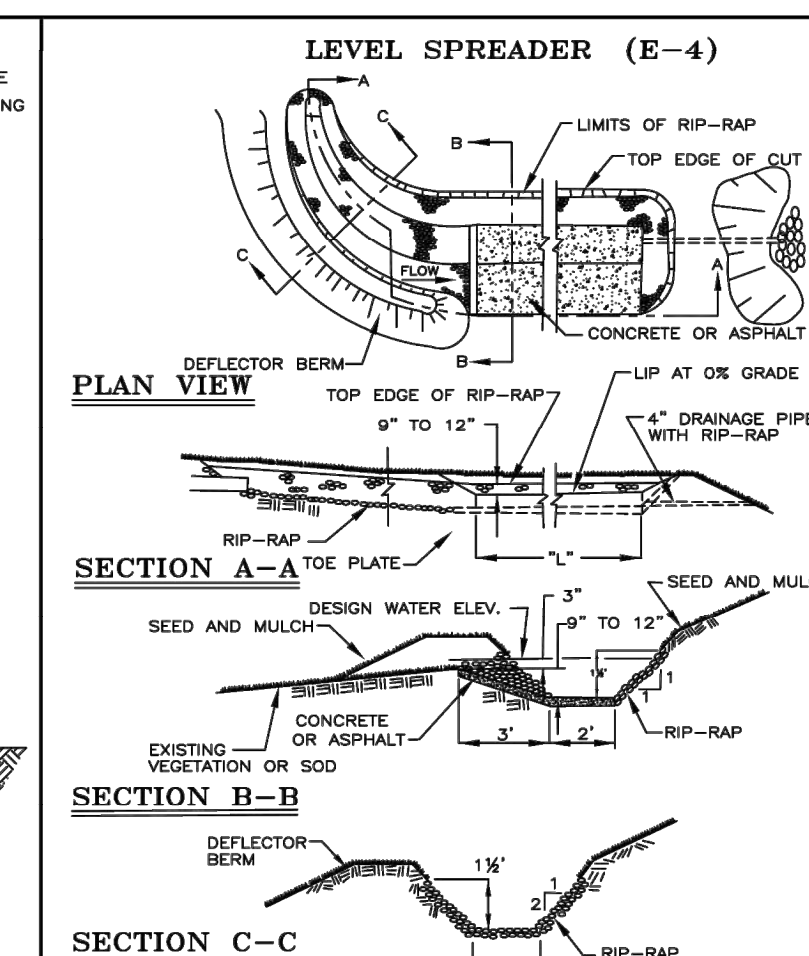 E
NG
LEVEL SPREADER (E-4)
A
C
B
LIMITS OF RIP-RAP
TOP EDGE OF CUT
C
FLOW
A
CONCRETE OR ASPHALT
DEFLECTOR BERM
B
PLAN VIEW
LIP AT 0% GRADE
TOP EDGE OF RIP-RAP
9" TO 12"
4" DRAINAGE PIPE
WITH RIP-RAP
RIP-RAP
TOE PLATE
"L"
SECTION A-A
SEED AND MUL
3"
DESIGN WATER ELEV.
SEED AND MULCH
9" TO 12"
1
1
CONCRETE
OR ASPHALT
3'
2'
RIP-RAP
EXISTING
VEGETATION OR SOD
SECTION B-B
DEFLECTOR
BERM
1½'
1
2
SECTION C-C
RIP-RAP